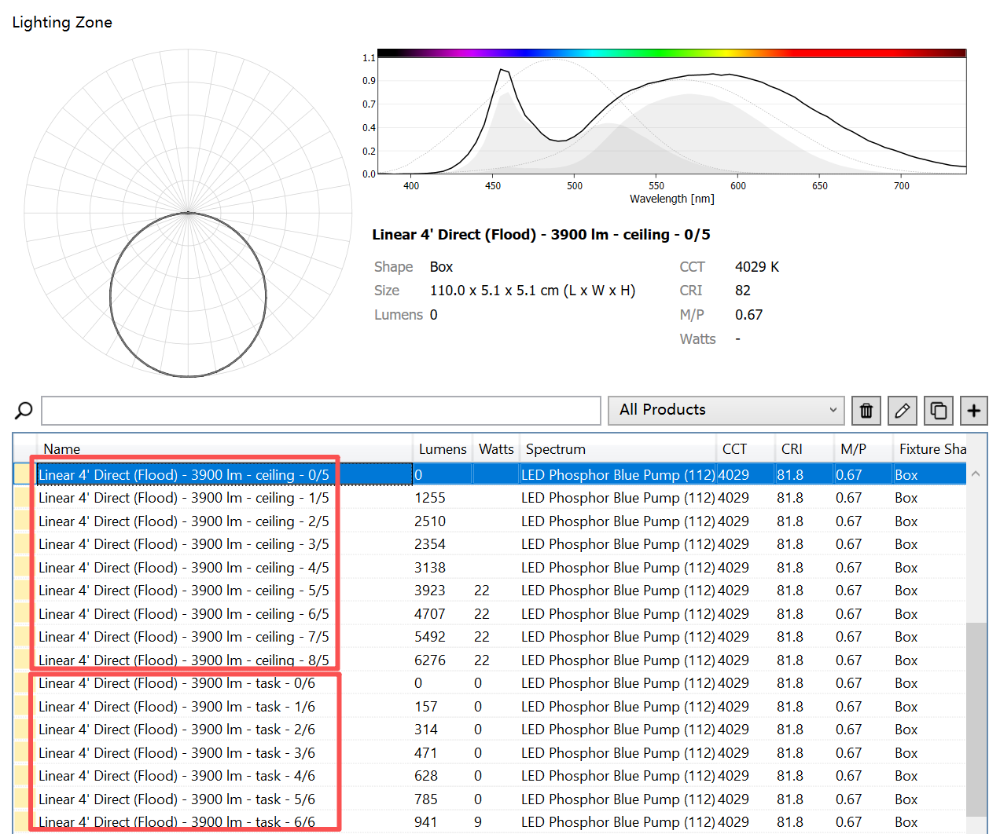 Lighting Zone
1.1
0.9
0.7
0.4
0.2
0.0
400 450 500 550 600 650 700
Wavelength [nm]
Linear 4' Direct (Flood) - 3900 lm - ceiling - 0/5
Shape Box CCT 4029 K
Size 110.0 x 5.1 x 5.1 cm (L x W x H) CRI 82
Lumens 0 M/P 0.67
Watts -
All Products
Name Lumens Watts Spectrum CCT CRI M/P Fixture Sha
Linear 4' Direct (Flood) - 3900 lm - ceiling - 0/5 0 LED Phosphor Blue Pump (112) 4029 81.8 0.67 Box
Linear 4' Direct (Flood) - 3900 lm - ceiling - 1/5 1255 LED Phosphor Blue Pump (112) 4029 81.8 0.67 Box
Linear 4' Direct (Flood) - 3900 lm - ceiling - 2/5 2510 LED Phosphor Blue Pump (112) 4029 81.8 0.67 Box
Linear 4' Direct (Flood) - 3900 lm - ceiling - 3/5 2354 LED Phosphor Blue Pump (112) 4029 81.8 0.67 Box
Linear 4' Direct (Flood) - 3900 lm - ceiling - 4/5 3138 LED Phosphor Blue Pump (112) 4029 81.8 0.67 Box
Linear 4' Direct (Flood) - 3900 lm - ceiling - 5/5 3923 22 LED Phosphor Blue Pump (112) 4029 81.8 0.67 Box
Linear 4' Direct (Flood) - 3900 lm - ceiling - 6/5 4707 22 LED Phosphor Blue Pump (112) 4029 81.8 0.67 Box
Linear 4' Direct (Flood) - 3900 lm - ceiling - 7/5 5492 22 LED Phosphor Blue Pump (112) 4029 81.8 0.67 Box
Linear 4' Direct (Flood) - 3900 lm - ceiling - 8/5 6276 22 LED Phosphor Blue Pump (112) 4029 81.8 0.67 Box
Linear 4' Direct (Flood) - 3900 lm - task - 0/6 0 0 LED Phosphor Blue Pump (112) 4029 81.8 0.67 Box
Linear 4' Direct (Flood) - 3900 lm - task - 1/6 157 0 LED Phosphor Blue Pump (112) 4029 81.8 0.67 Box
Linear 4' Direct (Flood) - 3900 lm - task - 2/6 314 0 LED Phosphor Blue Pump (112) 4029 81.8 0.67 Box
Linear 4' Direct (Flood) - 3900 lm - task - 3/6 471 0 LED Phosphor Blue Pump (112) 4029 81.8 0.67 Box
Linear 4' Direct (Flood) - 3900 lm - task - 4/6 628 0 LED Phosphor Blue Pump (112) 4029 81.8 0.67 Box
Linear 4' Direct (Flood) - 3900 lm - task - 5/6 785 0 LED Phosphor Blue Pump (112) 4029 81.8 0.67 Box
Linear 4' Direct (Flood) - 3900 lm - task - 6/6 941 9 LED Phosphor Blue Pump (112) 4029 81.8 0.67 Box